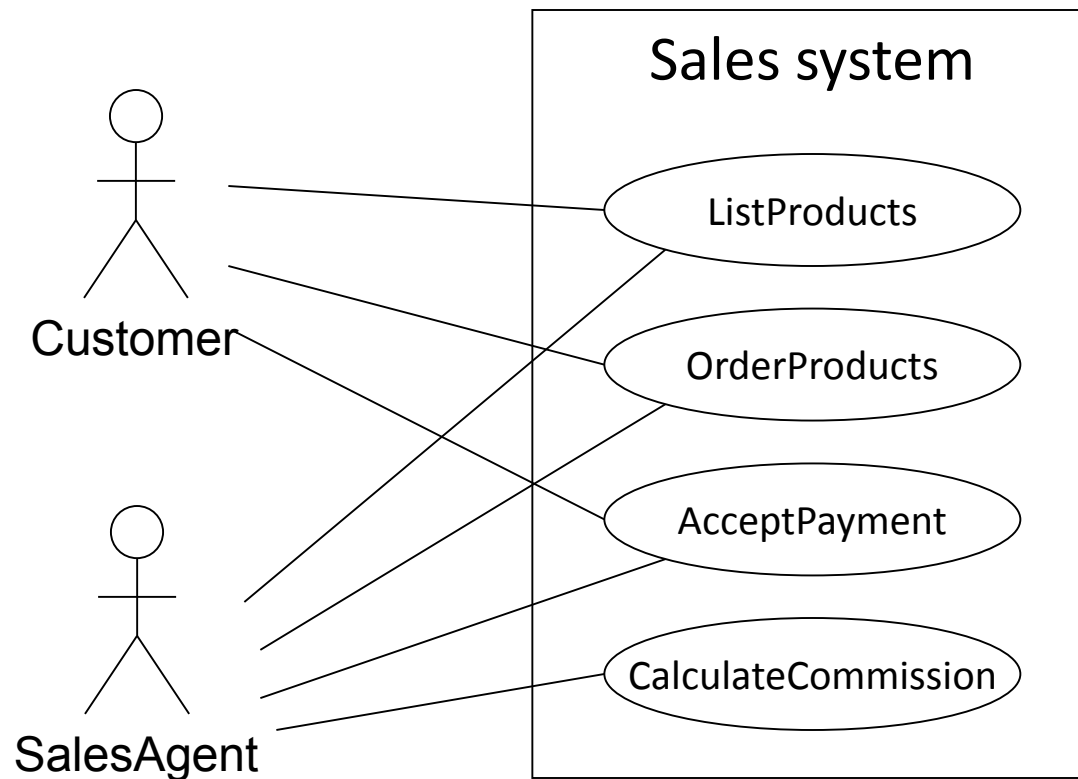 Sales system
ListProducts
Customer
OrderProducts
AcceptPayment
CalculateCommission
SalesAgent